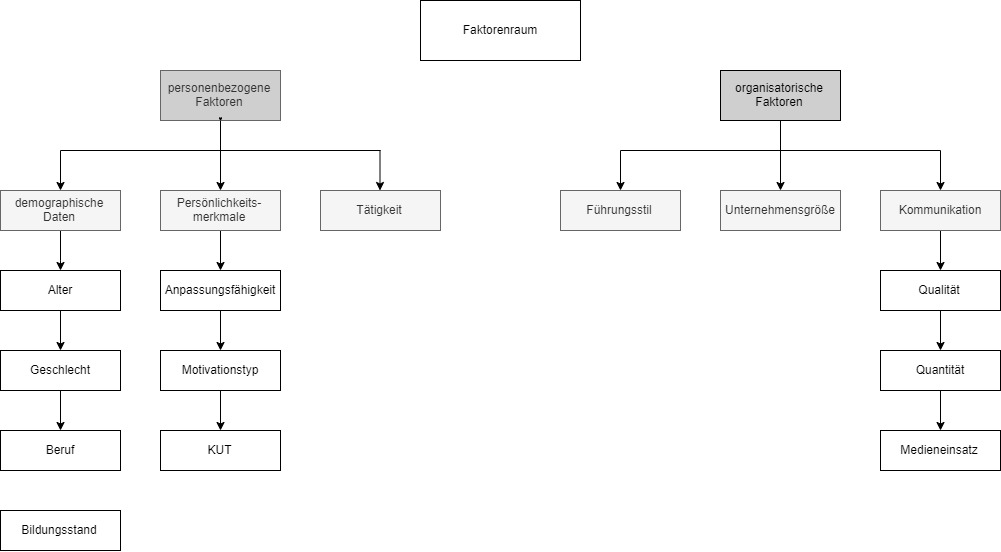 Faktorenraum
personenbezogene
Faktoren
organisatorische
Faktoren
demographische
Daten
Persönlichkeits-
merkmale
Tätigkeit
Führungsstil
Unternehmensgröße
Kommunikation
Alter
Anpassungsfähigkeit
Qualität
Geschlecht
Motivationstyp
Quantität
Beruf
KUT
Medieneinsatz
Bildungsstand